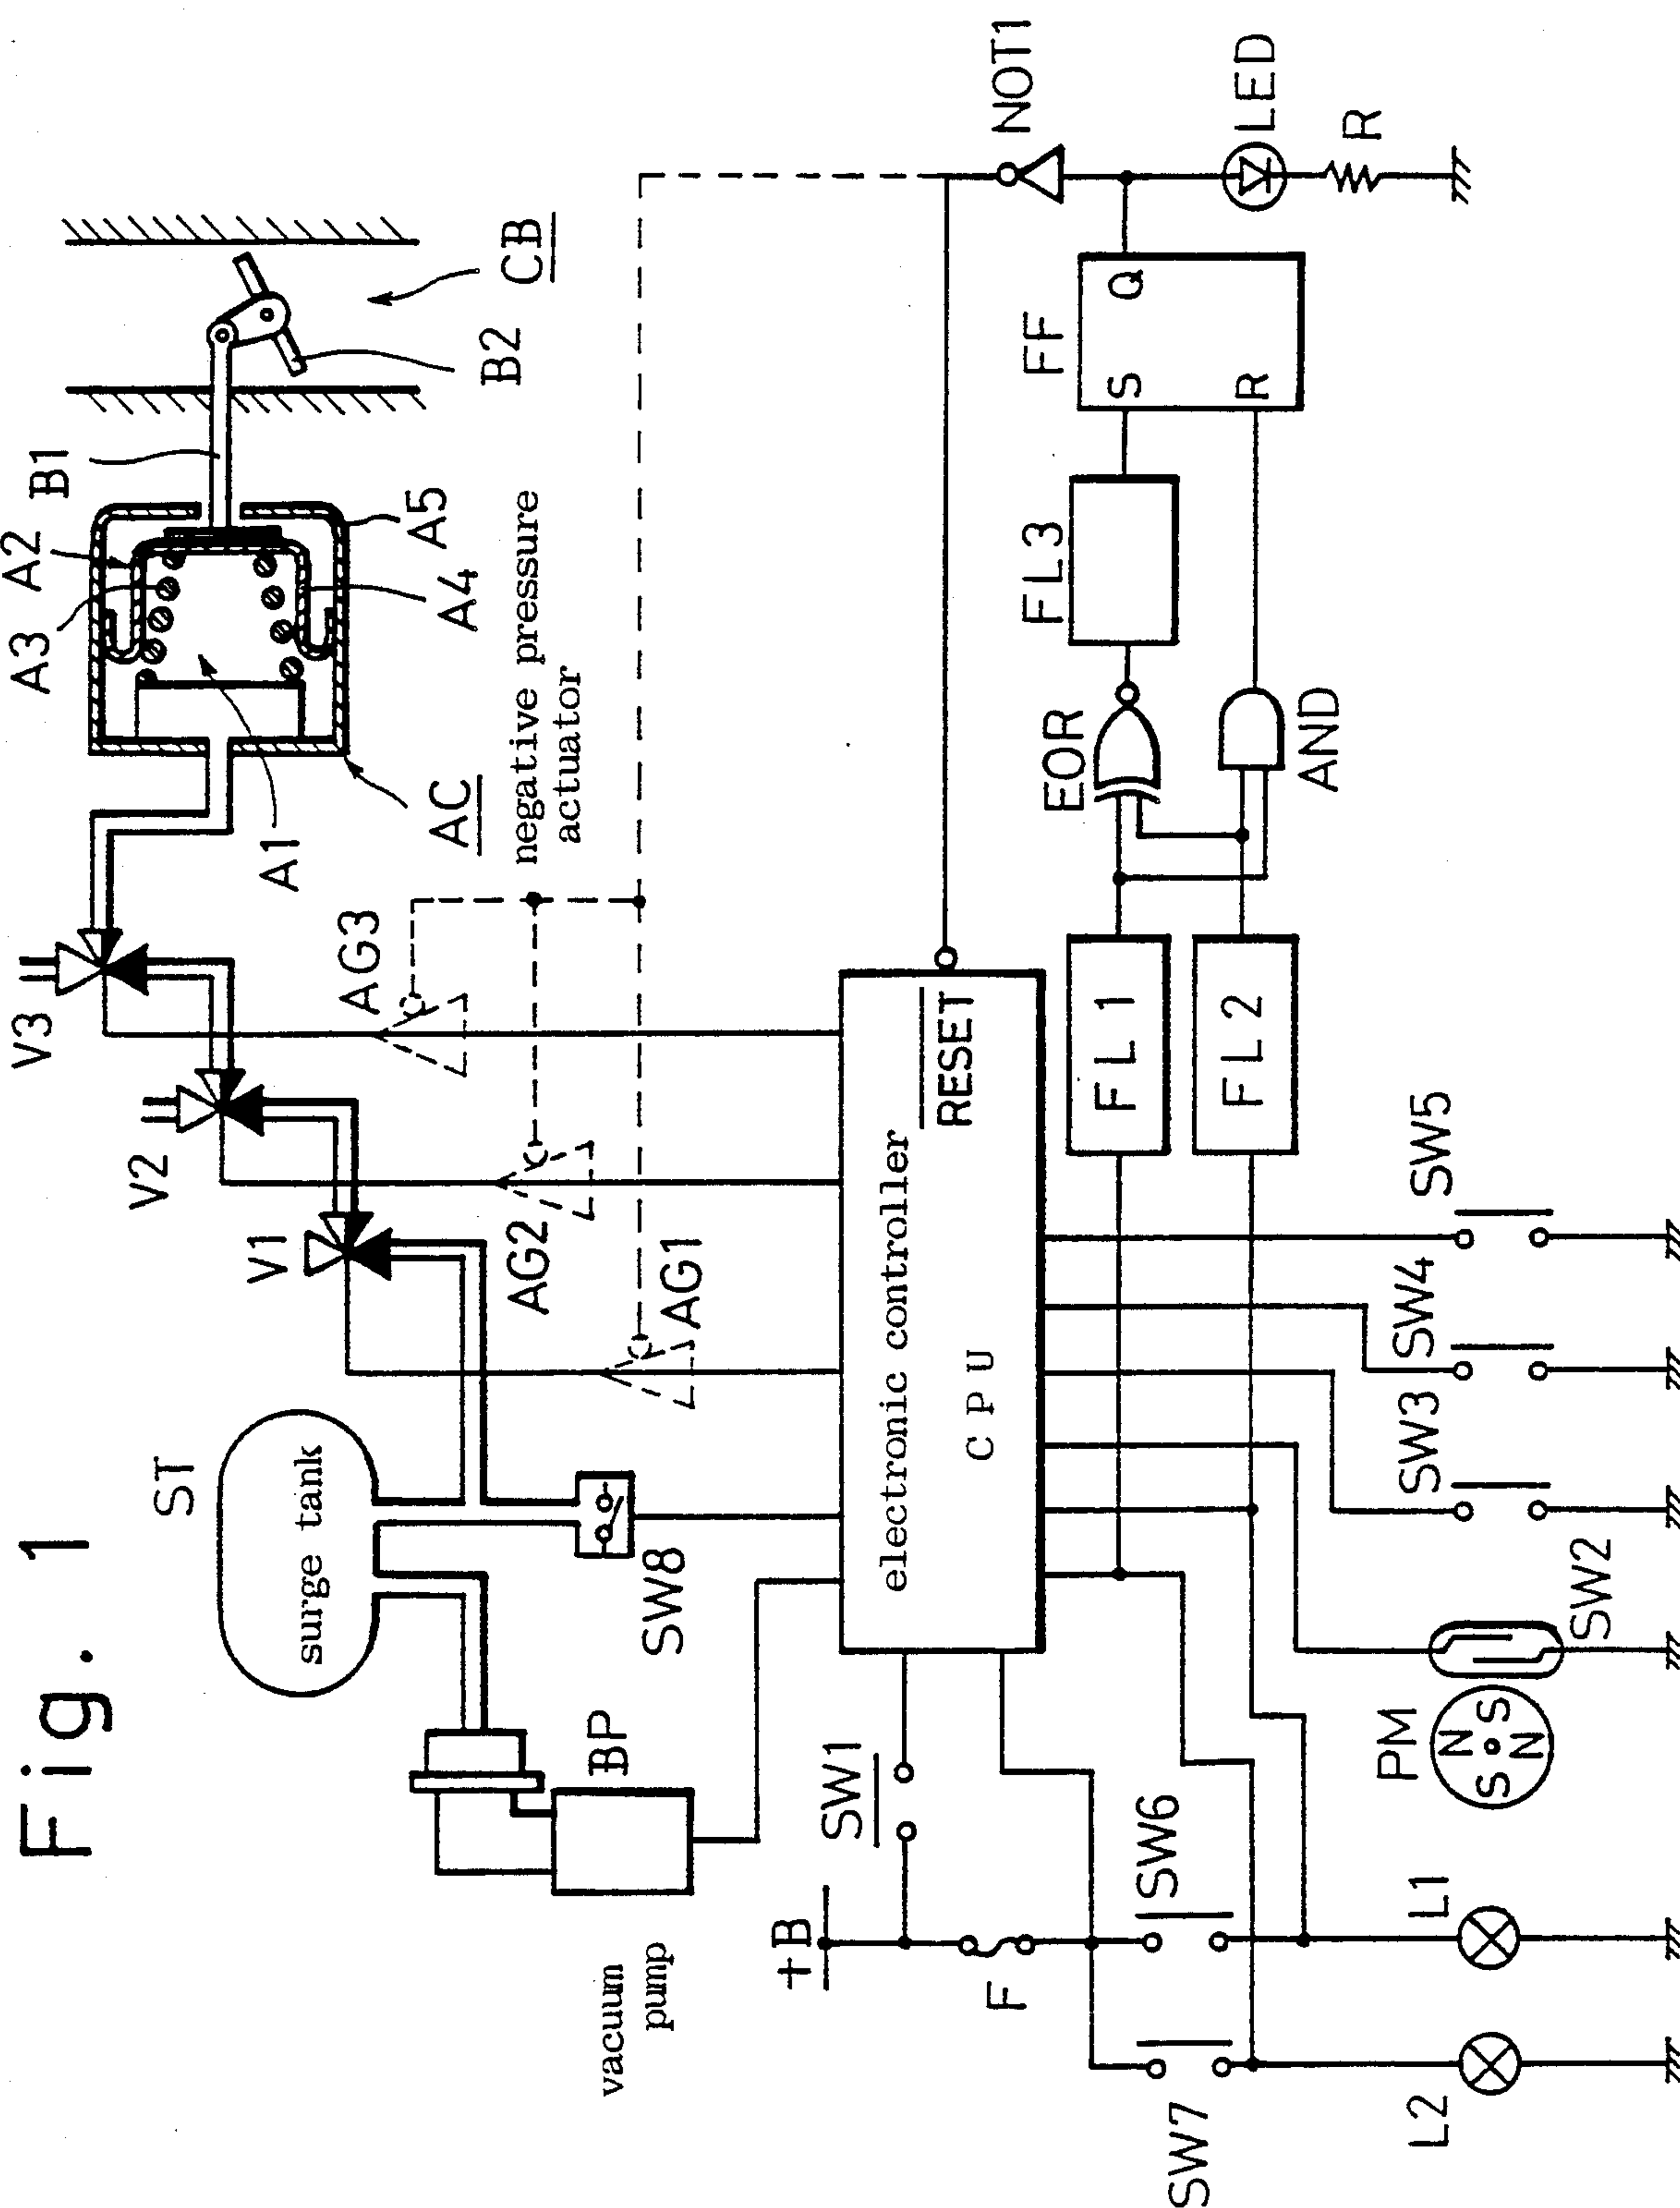 Fig. 1
ST
surge tank
V1
V2
V3
A3
A2
B1
A1
AC
A4
A5
B2
CB
negative pressure
actuator
AG1
AG2
AG3
vacuum
pump
BP
SW8
+B
SW1
F
electronic controller
CPU
RESET
NOT1
LED
R
FL1
FL2
EOR
AND
FL3
FF
S
Q
R
SW7
SW6
L2
L1
PM
N
S
S
N
SW2
SW3
SW4
SW5